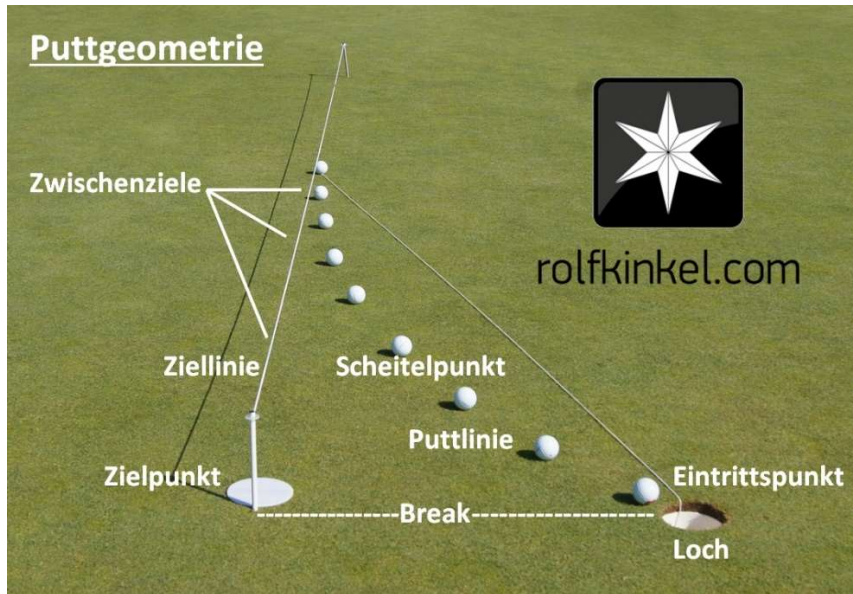 Puttgeometrie
Zwischenziele
rolfkinkel.com
Ziellinie
Scheitelpunkt
Puttlinie
Zielpunkt
Eintrittspunkt
------------------Break-----------------------
Loch